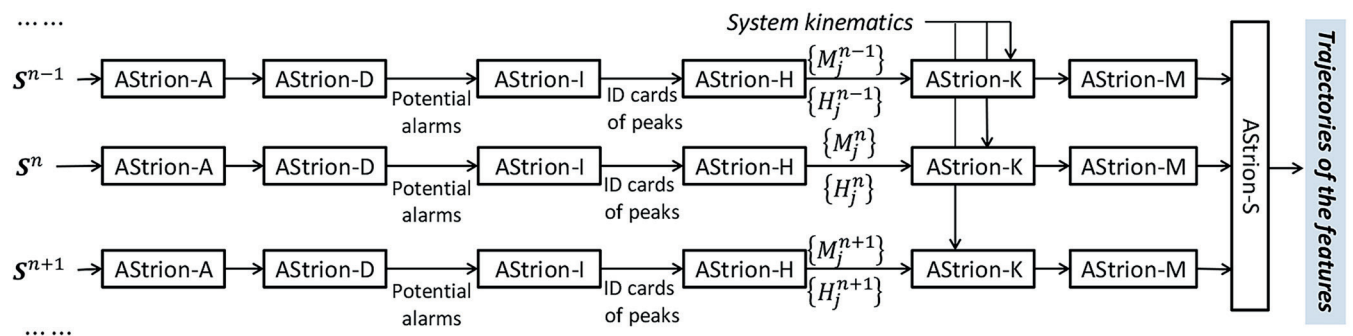 ……
System kinematics
S^{n-1} AStrion-A AStrion-D Potential alarms AStrion-I ID cards of peaks AStrion-H {M_j^{n-1}} {H_j^{n-1}} AStrion-K AStrion-M
S^n AStrion-A AStrion-D Potential alarms AStrion-I ID cards of peaks AStrion-H {M_j^n} {H_j^n} AStrion-K AStrion-M
S^{n+1} AStrion-A AStrion-D Potential alarms AStrion-I ID cards of peaks AStrion-H {M_j^{n+1}} {H_j^{n+1}} AStrion-K AStrion-M
……
AStrition-S
Trajectories of the features